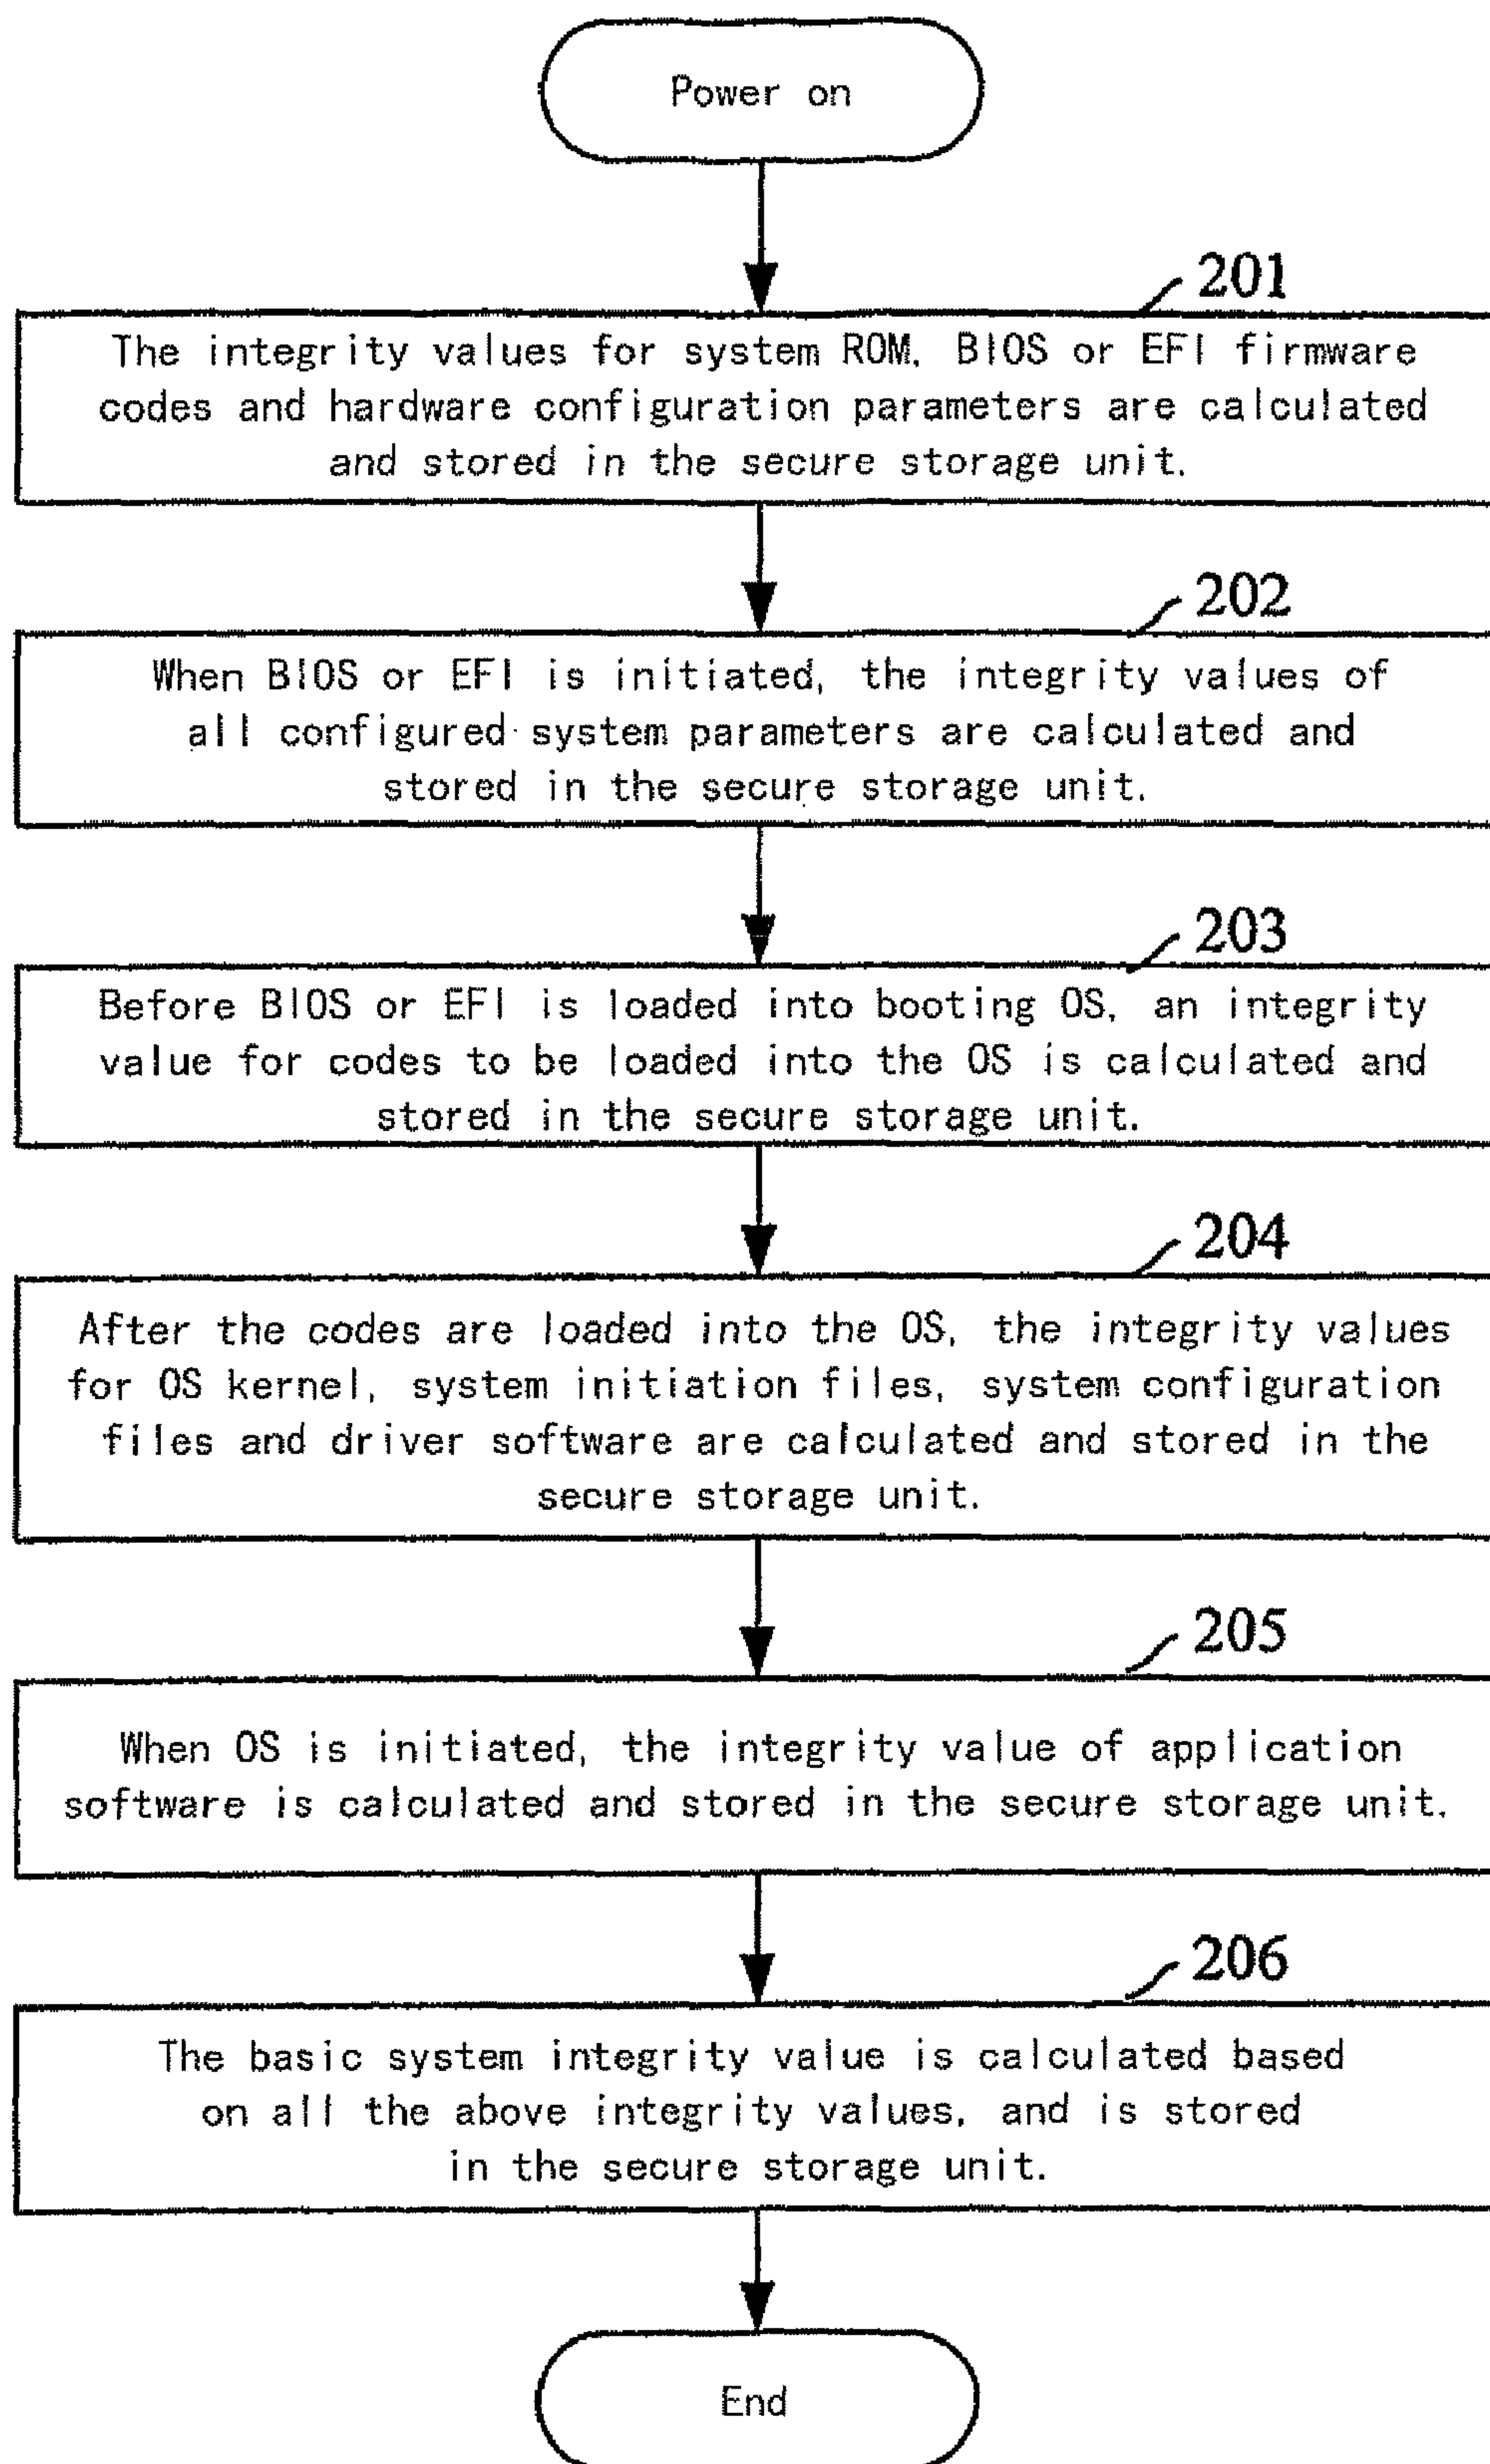 Power on
201
The integrity values for system ROM, BIOS or EFI firmware
codes and hardware configuration parameters are calculated
and stored in the secure storage unit.
202
When BIOS or EFI is initiated, the integrity values of
all configured system parameters are calculated and
stored in the secure storage unit.
203
Before BIOS or EFI is loaded into booting OS, an integrity
value for codes to be loaded into the OS is calculated and
stored in the secure storage unit.
204
After the codes are loaded into the OS, the integrity values
for OS kernel, system initiation files, system configuration
files and driver software are calculated and stored in the
secure storage unit.
205
When OS is initiated, the integrity value of application
software is calculated and stored in the secure storage unit.
206
The basic system integrity value is calculated based
on all the above integrity values, and is stored
in the secure storage unit.
End